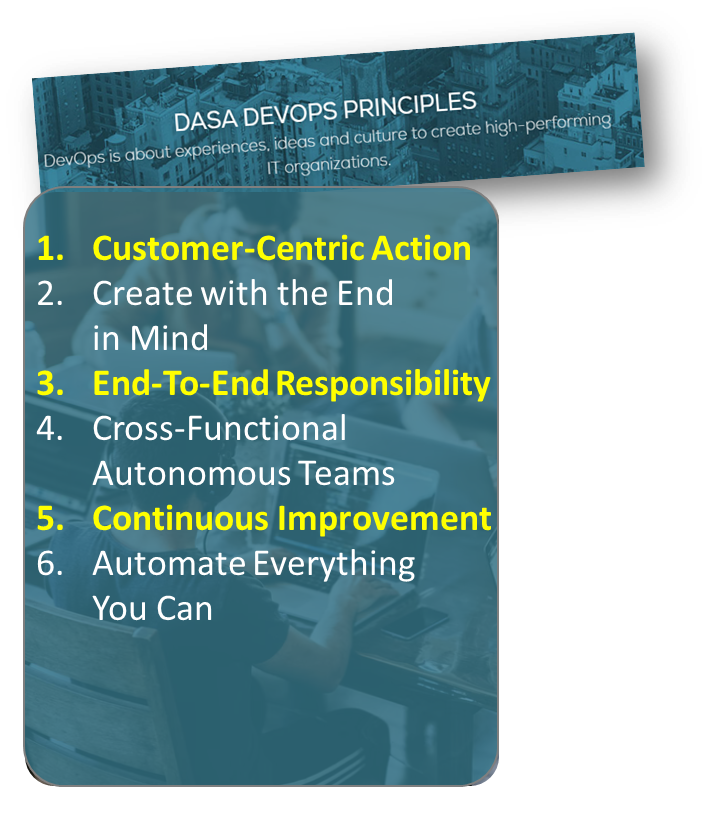 DASA DEVOPS PRINCIPLES
DevOps is about experiences, ideas and culture to create high-performing
IT organizations.
1. Customer-Centric Action
2. Create with the End
in Mind
3. End-To-End Responsibility
4. Cross-Functional
Autonomous Teams
5. Continuous Improvement
6. Automate Everything
You Can